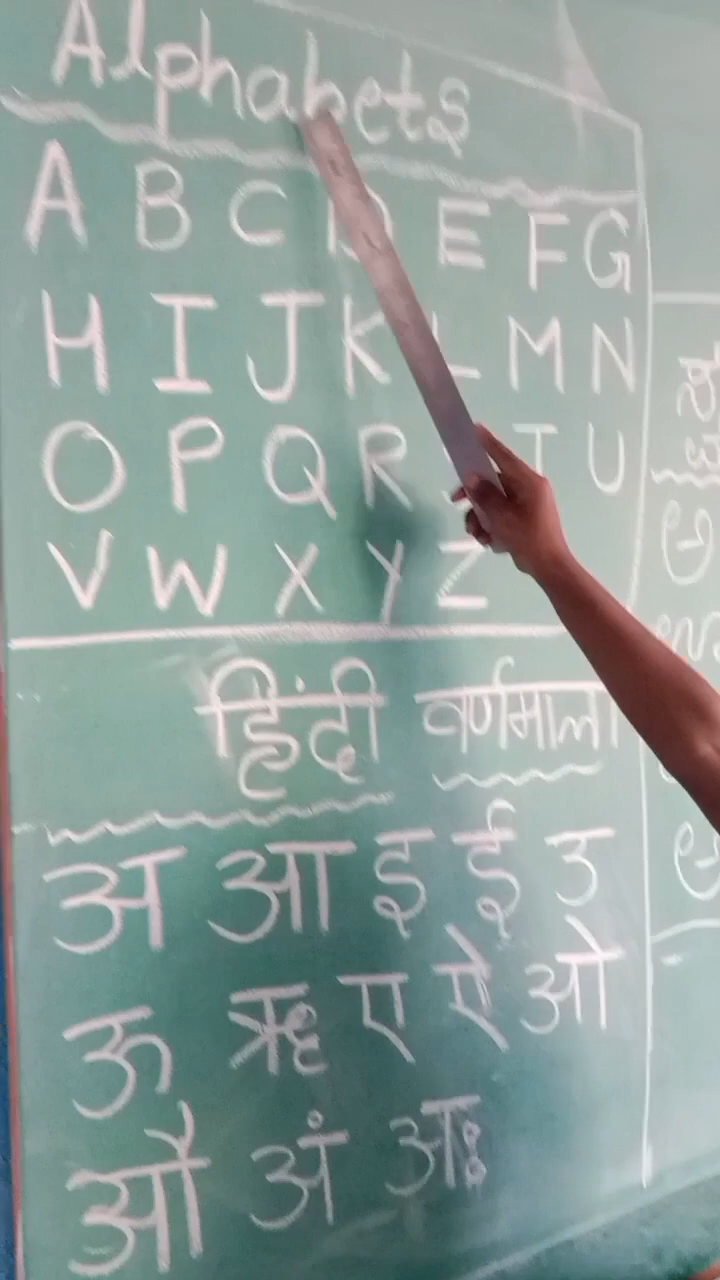 Alphabets
A B C D E F G
H I J K L M N
O P Q R T U
V W X Y Z
हिंदी वर्णमाला
अ आ इ ई उ
ऊ ऋ ए ऐ ओ
औ अं अः